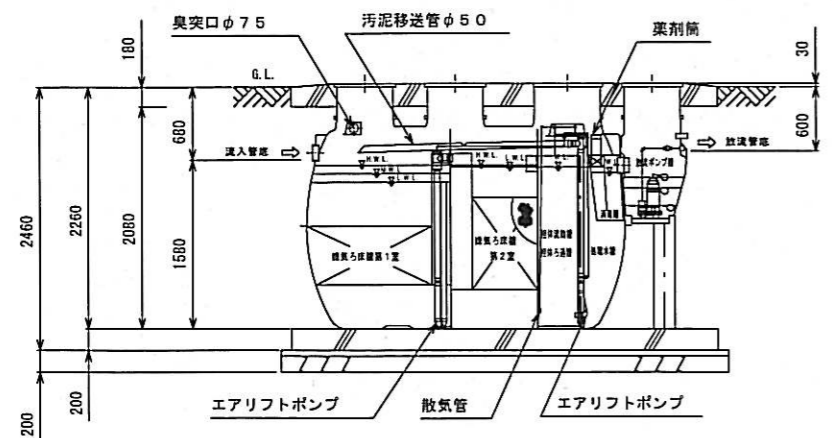 臭突口φ75
汚泥移送管φ50
薬剤筒
180
30
G.L.
680
600
流入管底
放流管底
放流ポンプ槽
H.W.L.
H.W.L.
L.W.L.
L.W.L.
2460
2260
2080
1580
嫌気ろ床槽第1室
嫌気ろ床槽
第2室
担体流動槽
担体ろ過槽
処理水槽
消毒槽
エアリフトポンプ
散気管
エアリフトポンプ
200
200